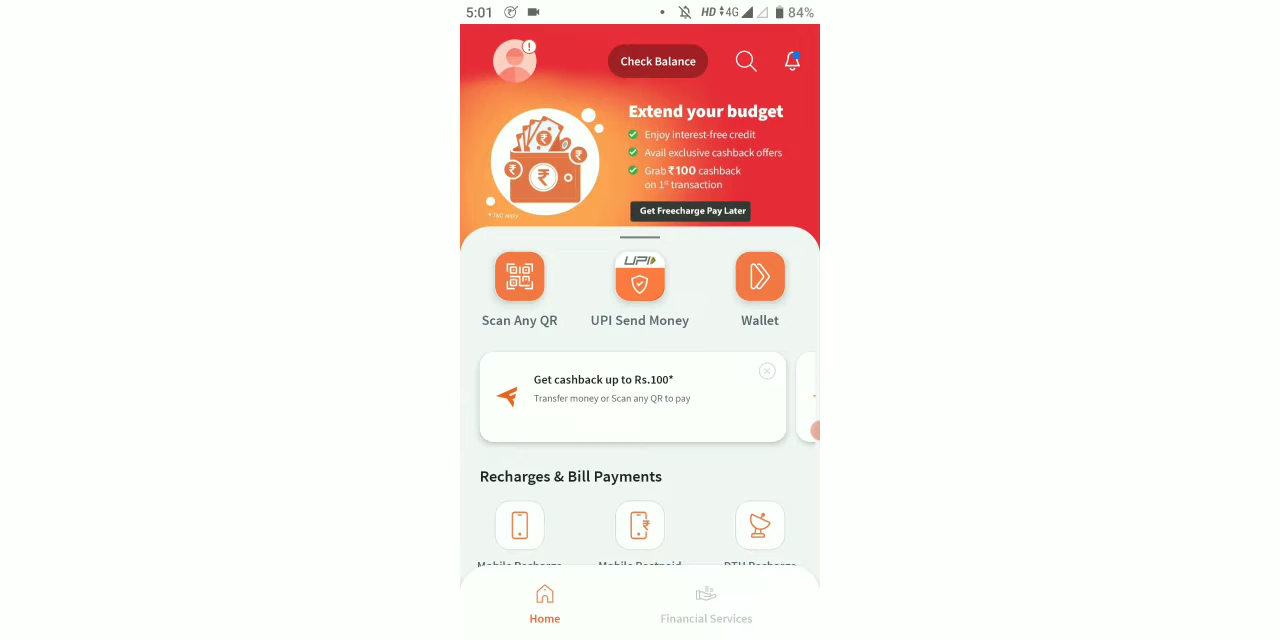 5:01 HD 4G 84%
Check Balance
Extend your budget
Enjoy interest-free credit
Avail exclusive cashback offers
Grab ₹100 cashback
on 1st transaction
Get Freecharge Pay Later
UPI
Scan Any QR UPI Send Money Wallet
Get cashback up to Rs.100*
Transfer money or Scan any QR to pay
Recharges & Bill Payments
Mobile Recharge Mobile Postpaid DTH Recharge
Home Financial Services